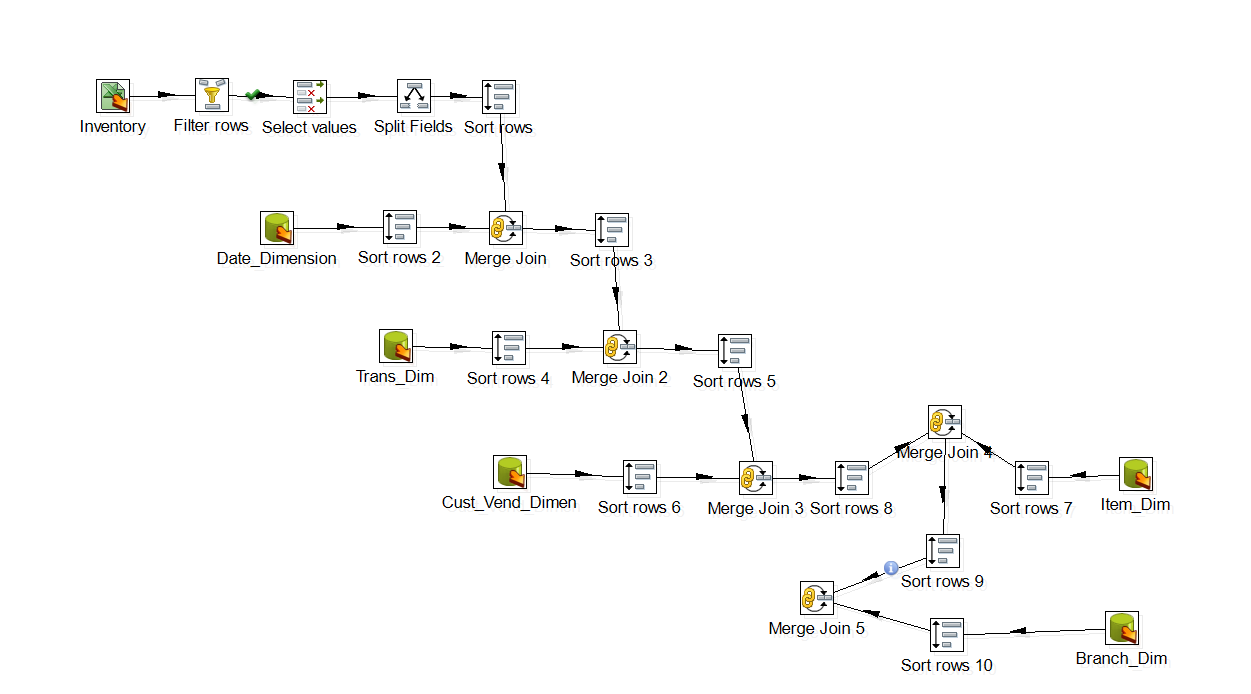 Inventory
Filter rows
Select values
Split Fields
Sort rows
Date_Dimension
Sort rows 2
Merge Join
Sort rows 3
Trans_Dim
Sort rows 4
Merge Join 2
Sort rows 5
Merge Join 4
Cust_Vend_Dimen
Sort rows 6
Merge Join 3
Sort rows 8
Sort rows 7
Item_Dim
Sort rows 9
Merge Join 5
Sort rows 10
Branch_Dim